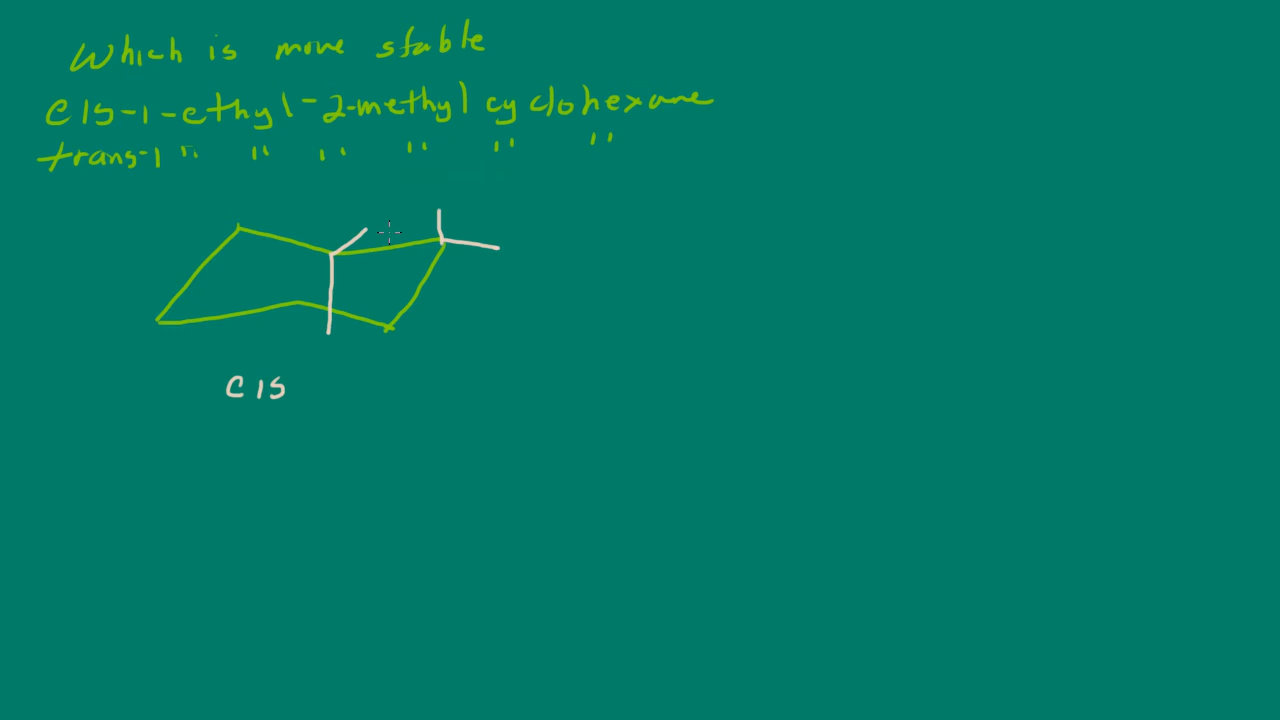 Which is more stable
cis-1-ethyl-2-methyl cyclohexane
trans-1 " " " " " "
cis